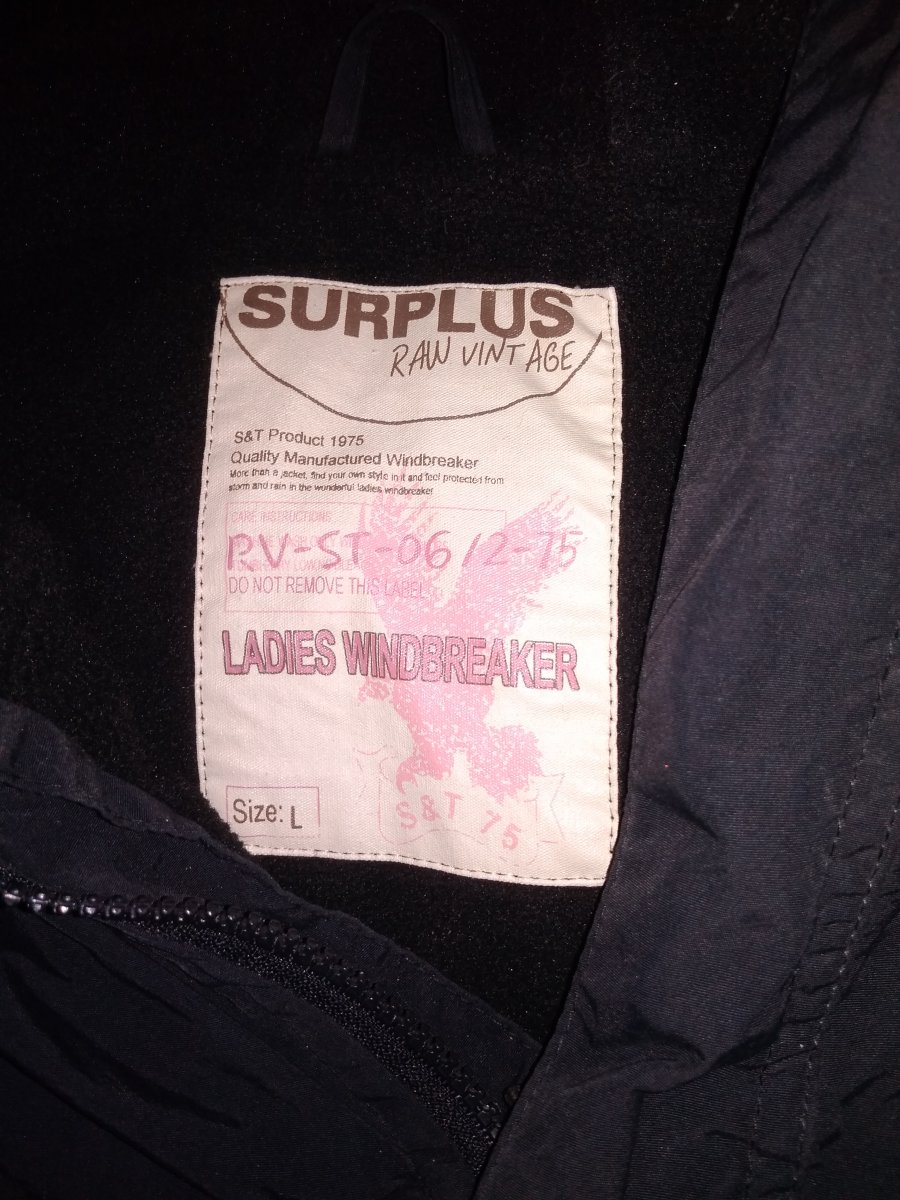 SURPLUS
RAW VINTAGE
S&T Product 1975
Quality Manufactured Windbreaker
More than a jacket, find your own style in it and feel protected from
storm and rain in the wonderful ladies windbreaker
CARE INSTRUCTIONS
RV-ST-06/2-75
DO NOT REMOVE THIS LABEL
LADIES WINDBREAKER
Size: L
S&T 75